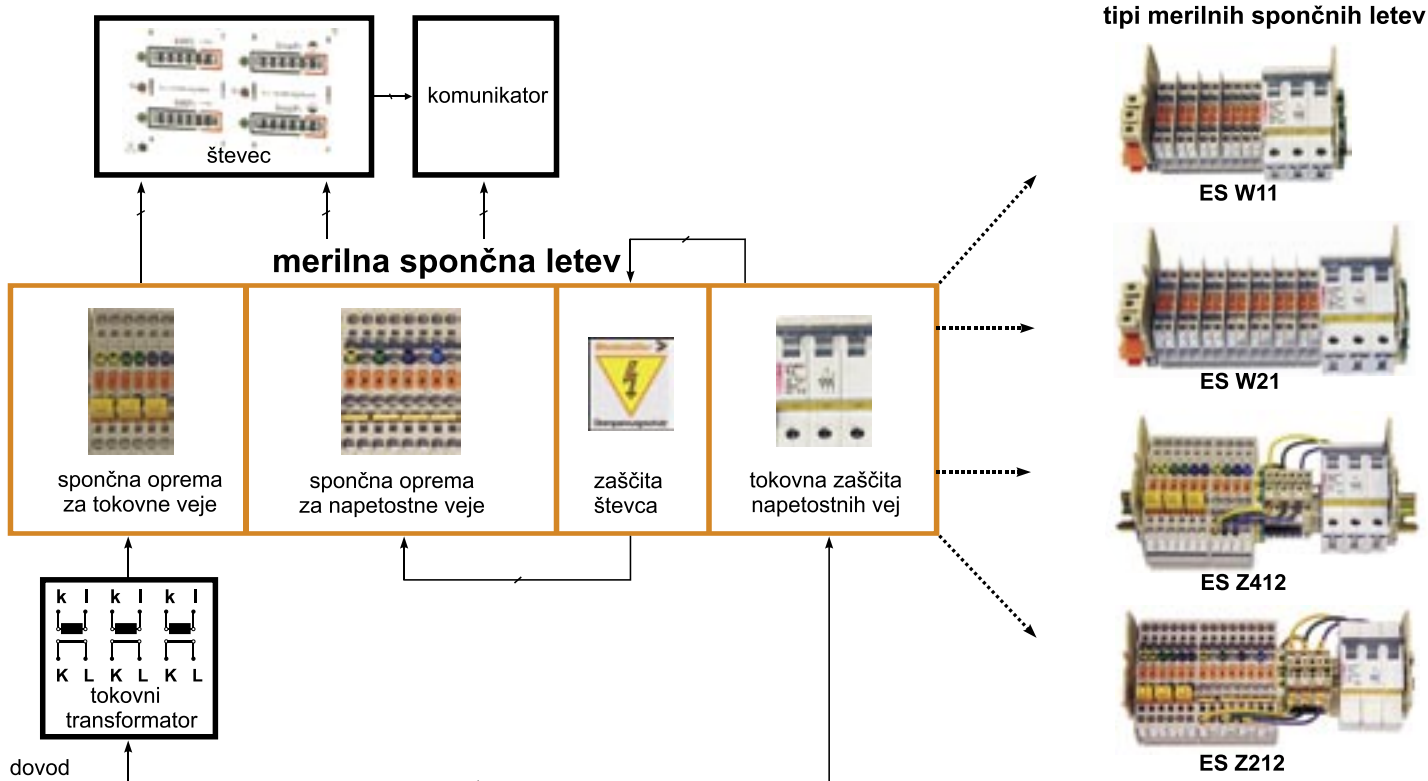 tipi merilnih spončnih letev
števec
komunikator
ES W11
merilna spončna letev
ES W21
spončna oprema
za tokovne veje
spončna oprema
za napetostne veje
zaščita
števca
tokovna zaščita
napetostnih vej
ES Z412
k l k l k l
K L K L K L
tokovni
transformator
dovod
ES Z212